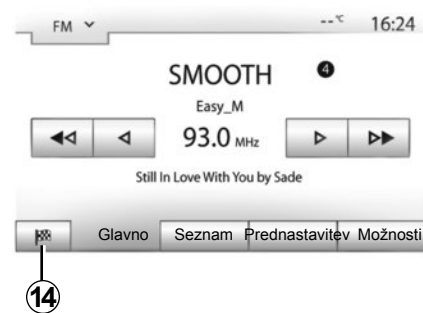 FM --°C 16:24
SMOOTH 4
Easy_M
93.0 MHz
Still In Love With You by Sade
Glavno Seznam Prednastavitev Možnosti
14